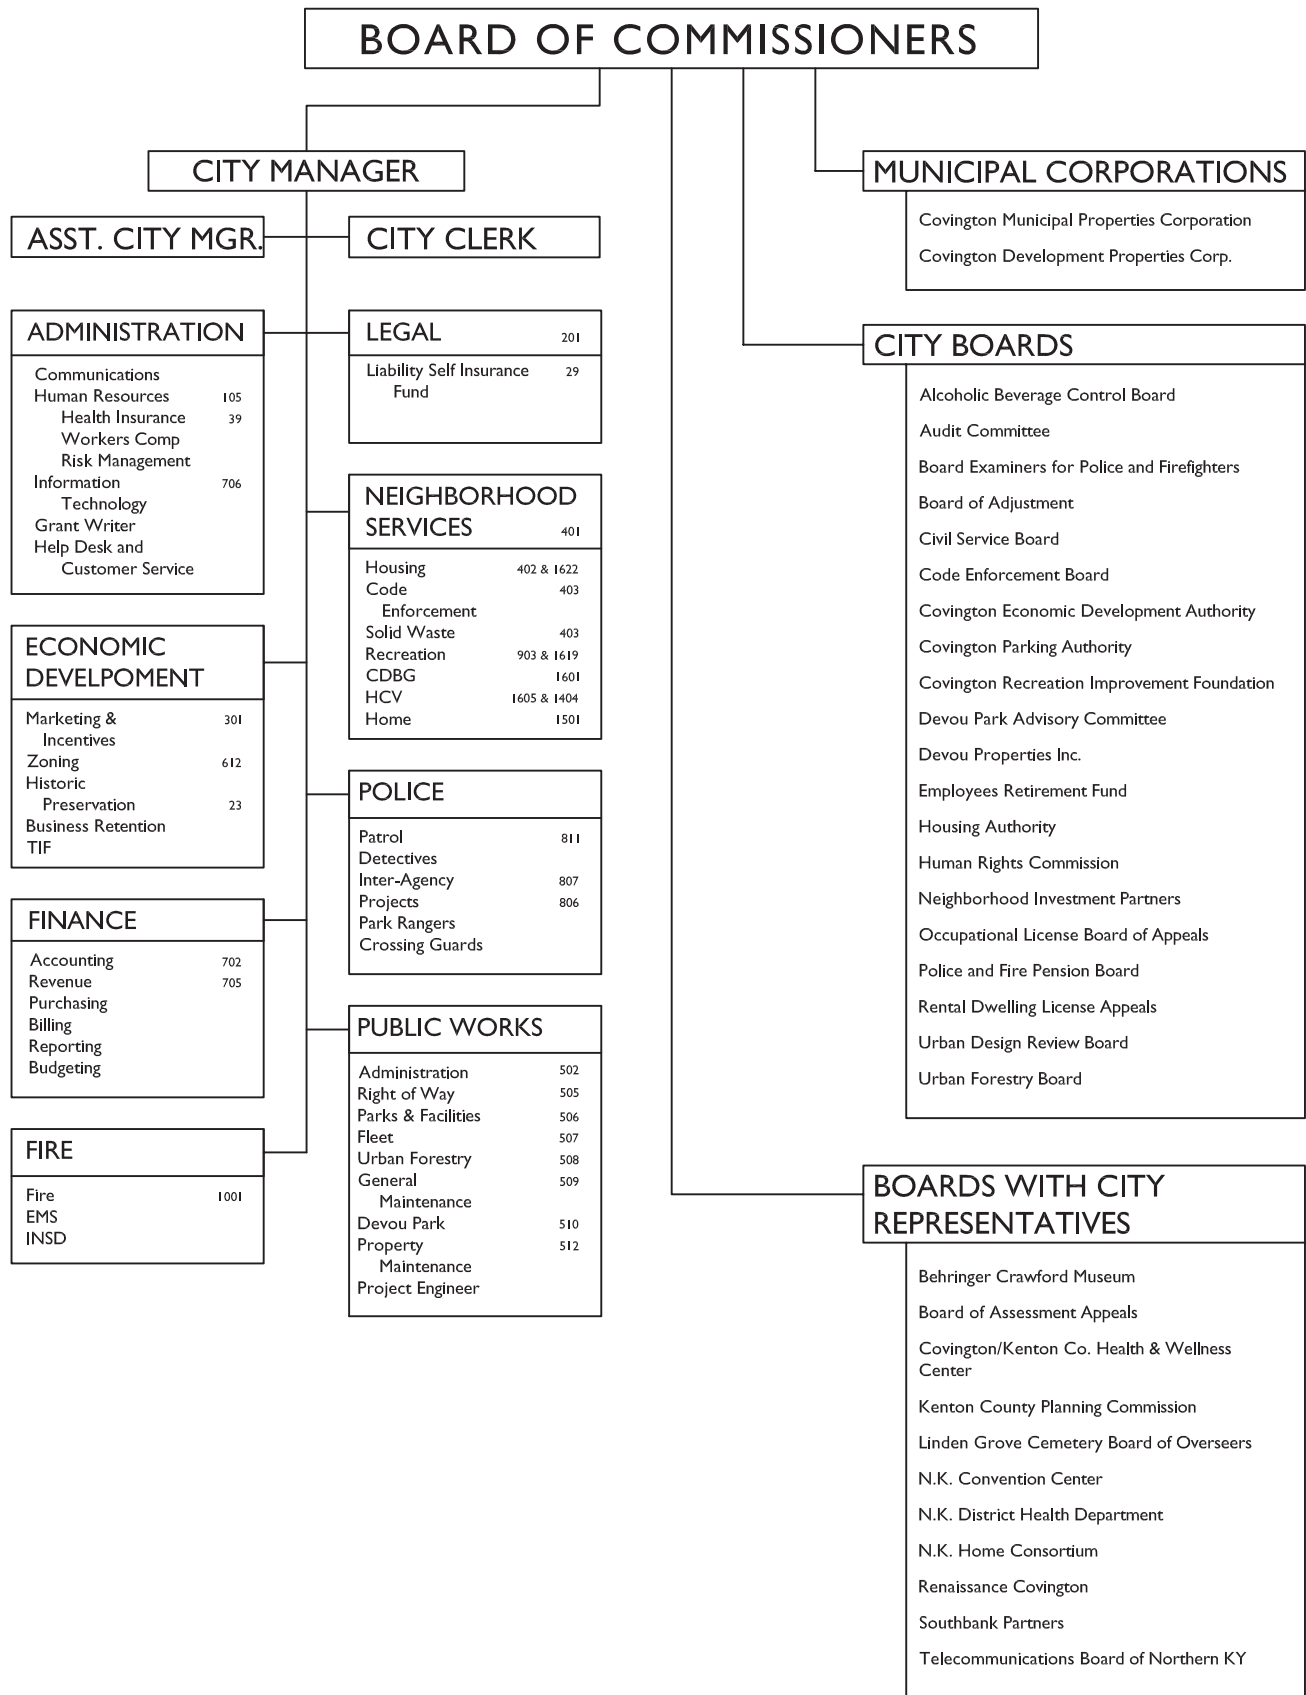 BOARD OF COMMISSIONERS
CITY MANAGER
ASST. CITY MGR.
CITY CLERK
ADMINISTRATION
Communications
Human Resources 105
Health Insurance 39
Workers Comp
Risk Management
Information 706
Technology
Grant Writer
Help Desk and
Customer Service
ECONOMIC
DEVELPOMENT
Marketing & 301
Incentives
Zoning 612
Historic
Preservation 23
Business Retention
TIF
FINANCE
Accounting 702
Revenue 705
Purchasing
Billing
Reporting
Budgeting
FIRE
Fire 1001
EMS
INSD
LEGAL 201
Liability Self Insurance 29
Fund
NEIGHBORHOOD
SERVICES 401
Housing 402 & 1622
Code 403
Enforcement
Solid Waste 403
Recreation 903 & 1619
CDBG 1601
HCV 1605 & 1404
Home 1501
POLICE
Patrol 811
Detectives
Inter-Agency 807
Projects 806
Park Rangers
Crossing Guards
PUBLIC WORKS
Administration 502
Right of Way 505
Parks & Facilities 506
Fleet 507
Urban Forestry 508
General 509
Maintenance
Devou Park 510
Property 512
Maintenance
Project Engineer
MUNICIPAL CORPORATIONS
Covington Municipal Properties Corporation
Covington Development Properties Corp.
CITY BOARDS
Alcoholic Beverage Control Board
Audit Committee
Board Examiners for Police and Firefighters
Board of Adjustment
Civil Service Board
Code Enforcement Board
Covington Economic Development Authority
Covington Parking Authority
Covington Recreation Improvement Foundation
Devou Park Advisory Committee
Devou Properties Inc.
Employees Retirement Fund
Housing Authority
Human Rights Commission
Neighborhood Investment Partners
Occupational License Board of Appeals
Police and Fire Pension Board
Rental Dwelling License Appeals
Urban Design Review Board
Urban Forestry Board
BOARDS WITH CITY
REPRESENTATIVES
Behringer Crawford Museum
Board of Assessment Appeals
Covington/Kenton Co. Health & Wellness
Center
Kenton County Planning Commission
Linden Grove Cemetery Board of Overseers
N.K. Convention Center
N.K. District Health Department
N.K. Home Consortium
Renaissance Covington
Southbank Partners
Telecommunications Board of Northern KY